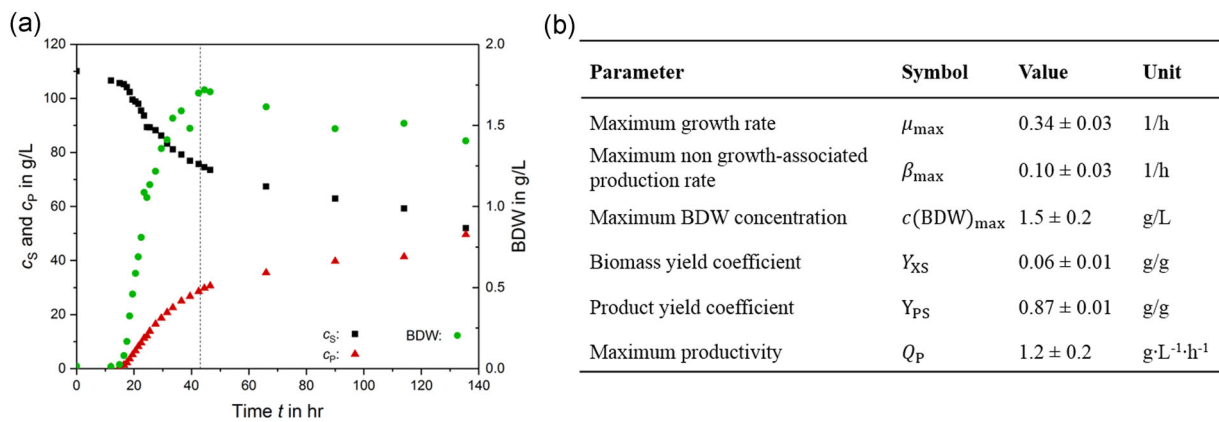 (a)
120
100
80
60
40
20
0
c_S and c_P in g/L
2.0
1.5
1.0
0.5
0.0
BDW in g/L
c_S:
BDW:
c_P:
0 20 40 60 80 100 120 140
Time t in hr
(b)
Parameter Symbol Value Unit
Maximum growth rate μ_max 0.34 ± 0.03 1/h
Maximum non growth-associated
production rate β_max 0.10 ± 0.03 1/h
Maximum BDW concentration c(BDW)_max 1.5 ± 0.2 g/L
Biomass yield coefficient Y_XS 0.06 ± 0.01 g/g
Product yield coefficient Y_PS 0.87 ± 0.01 g/g
Maximum productivity Q_P 1.2 ± 0.2 g·L⁻¹·h⁻¹